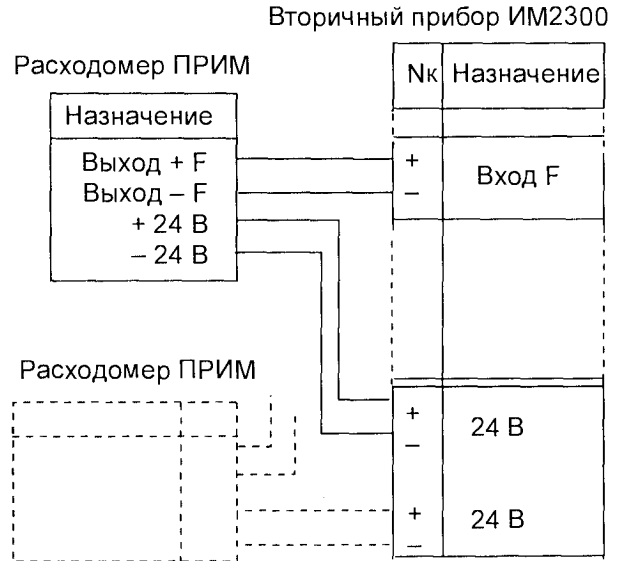 Вторичный прибор ИМ2300
Расходомер ПРИМ
Nк Назначение
Назначение
Выход + F
Выход – F
+ 24 В
– 24 В
+
–
Вход F
Расходомер ПРИМ
+
–
24 В
+
–
24 В